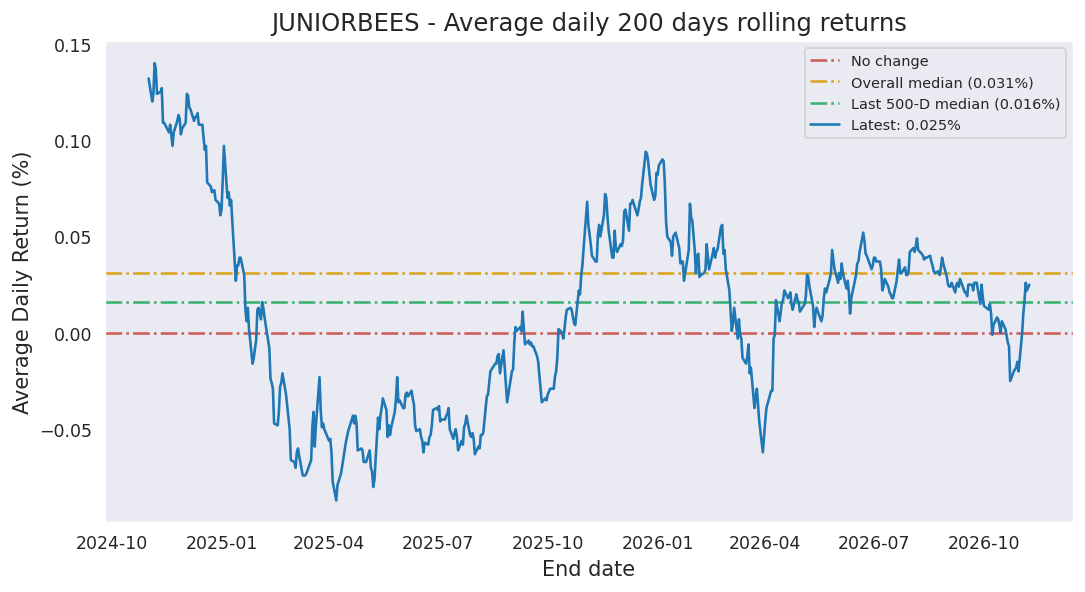 JUNIORBEES - Average daily 200 days rolling returns
No change
Overall median (0.031%)
Last 500-D median (0.016%)
Latest: 0.025%
Average Daily Return (%)
0.15
0.10
0.05
0.00
−0.05
2024-10 2025-01 2025-04 2025-07 2025-10 2026-01 2026-04 2026-07 2026-10
End date